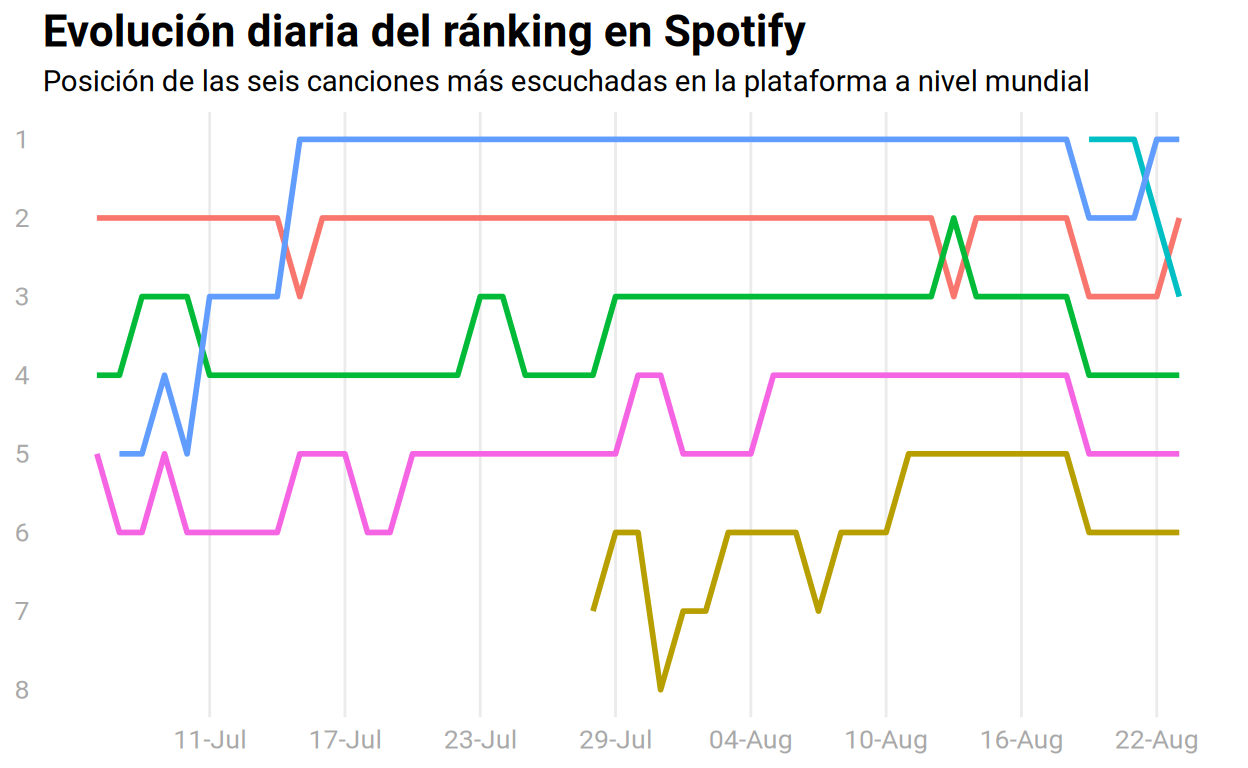 Evolución diaria del ránking en Spotify
Posición de las seis canciones más escuchadas en la plataforma a nivel mundial
1
2
3
4
5
6
7
8
11-Jul 17-Jul 23-Jul 29-Jul 04-Aug 10-Aug 16-Aug 22-Aug